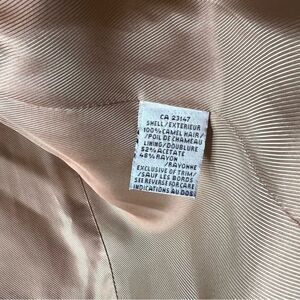 CA 23147
SHELL/EXTERIEUR
100% CAMEL HAIR/
POIL DE CHAMEAU
LINING/DOUBLURE
52% ACETATE
48% RAYON
/RAYONNE
EXCLUSIVE OF TRIM/
/SAUF LES BORDS
SEE REVERSE FOR CARE
INDICATIONS AU DOS